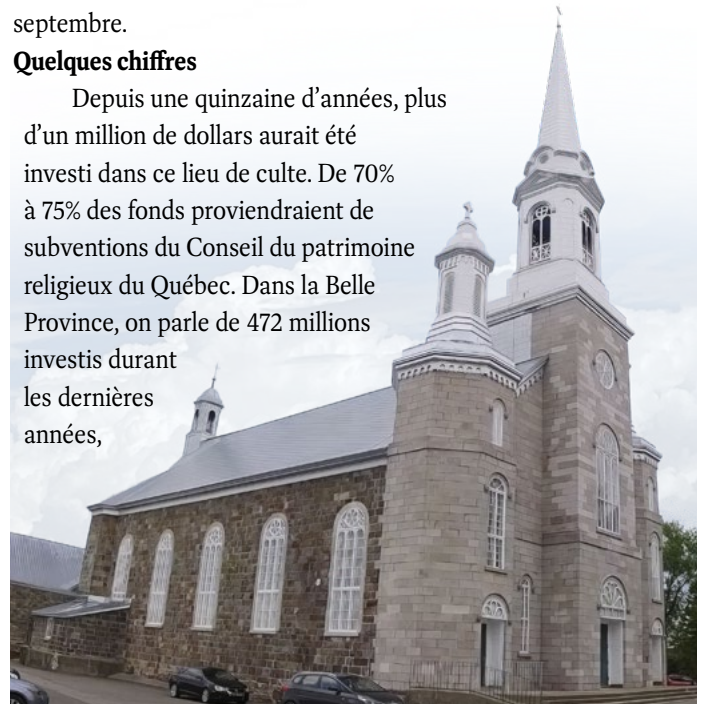 septembre.
Quelques chiffres
Depuis une quinzaine d’années, plus
d’un million de dollars aurait été
investi dans ce lieu de culte. De 70%
à 75% des fonds proviendraient de
subventions du Conseil du patrimoine
religieux du Québec. Dans la Belle
Province, on parle de 472 millions
investis durant
les dernières
années,